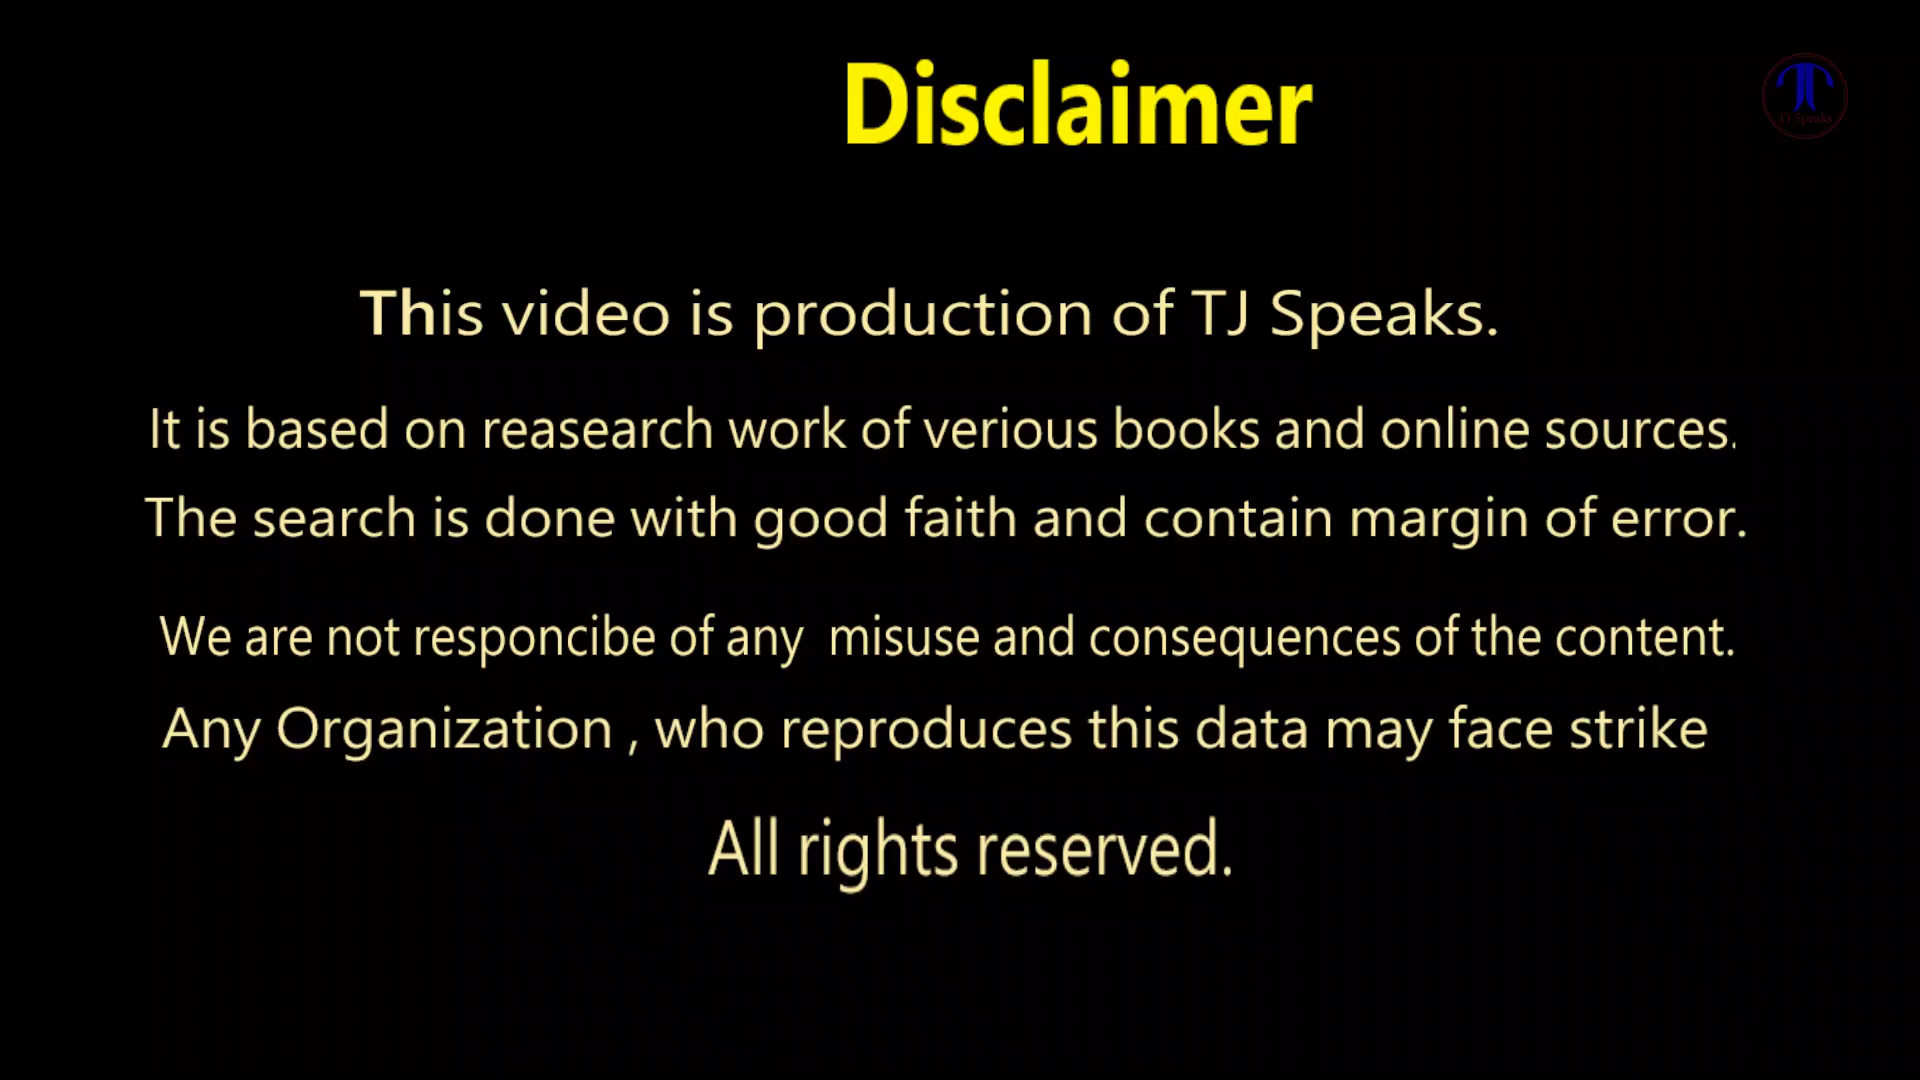 Disclaimer
TJ Speaks
This video is production of TJ Speaks.
It is based on reasearch work of verious books and online sources.
The search is done with good faith and contain margin of error.
We are not responcibe of any  misuse and consequences of the content.
Any Organization , who reproduces this data may face strike
All rights reserved.